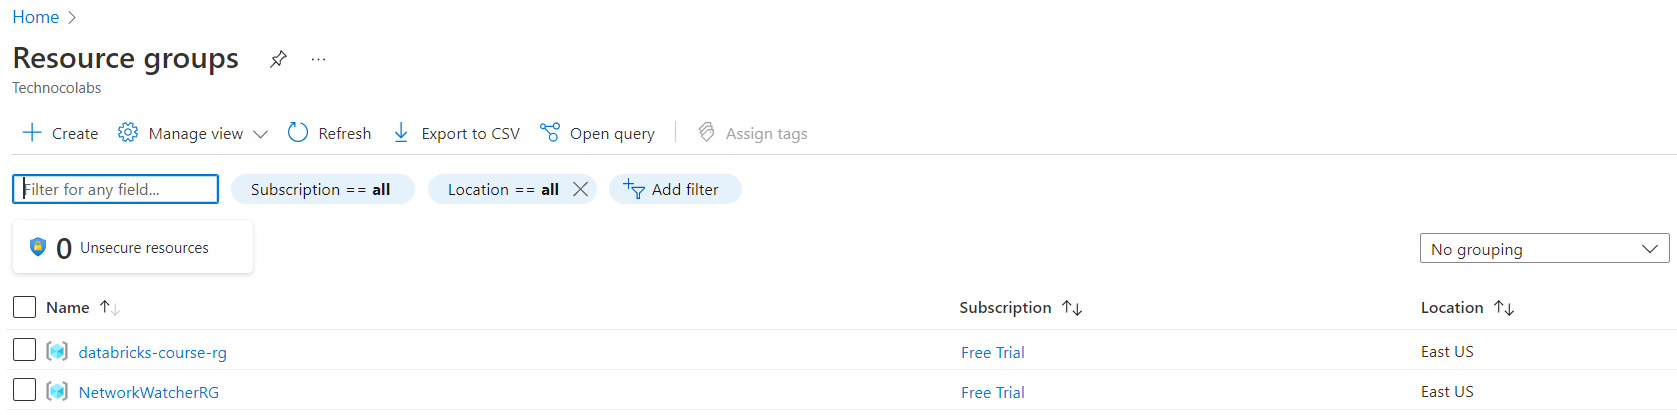 Home
Resource groups
Technocolabs
Create Manage view Refresh Export to CSV Open query Assign tags
Filter for any field... Subscription == all Location == all Add filter
0 Unsecure resources
No grouping
Name Subscription Location
databricks-course-rg Free Trial East US
NetworkWatcherRG Free Trial East US